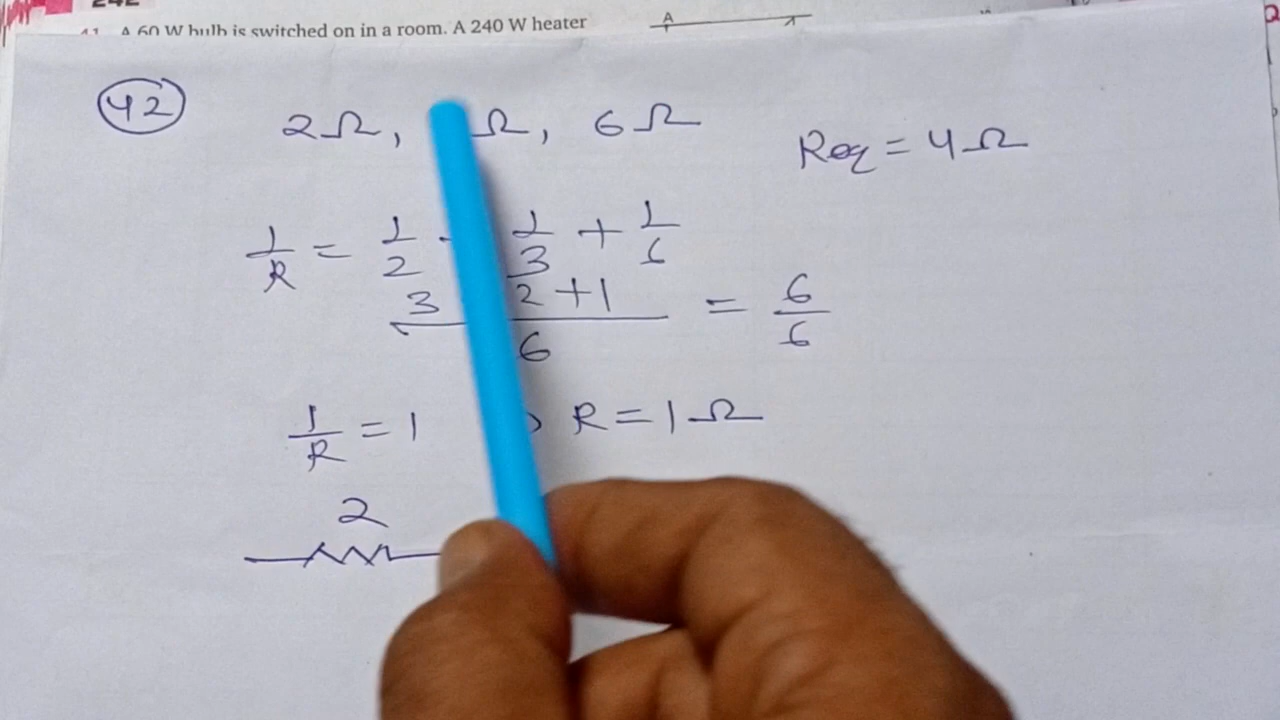 A 60 W bulb is switched on in a room. A 240 W heater
A
42
2Ω, Ω, 6Ω
Req = 4Ω
1/R = 1/2 1/3 + 1/6
3 2+1 / 6 = 6/6
1/R = 1 R = 1Ω
2